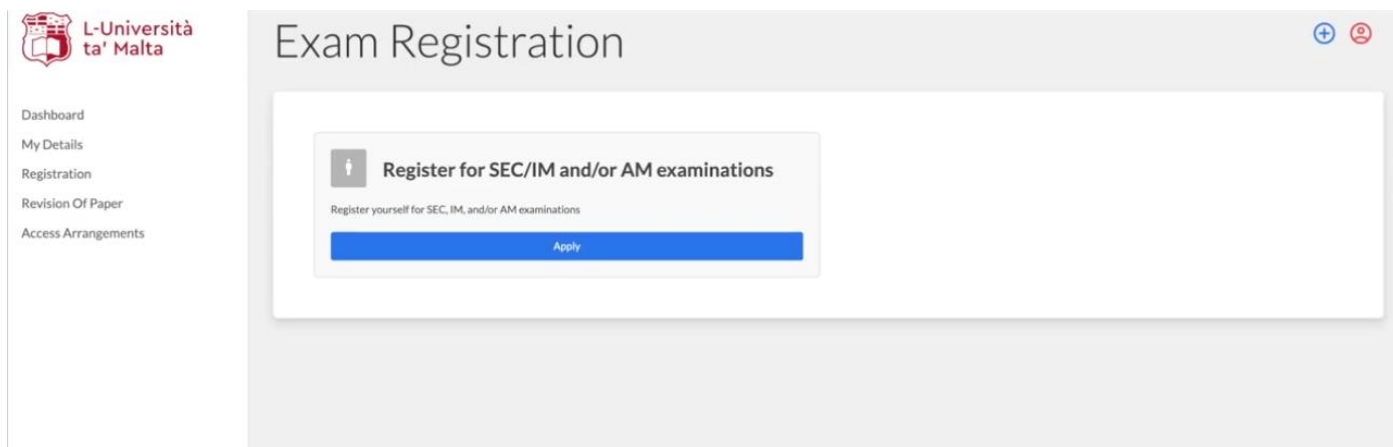 L-Università
ta' Malta
Exam Registration
Dashboard
My Details
Registration
Revision Of Paper
Access Arrangements
Register for SEC/IM and/or AM examinations
Register yourself for SEC, IM, and/or AM examinations
Apply